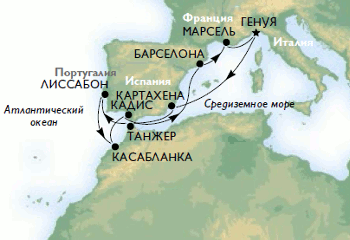 Франция
МАРСЕЛЬ
ГЕНУЯ
Италия
БАРСЕЛОНА
Португалия
ЛИССАБОН
Испания
КАРТАХЕНА
КАДИС
Средиземное море
Атлантический
океан
ТАНЖЕР
КАСАБЛАНКА